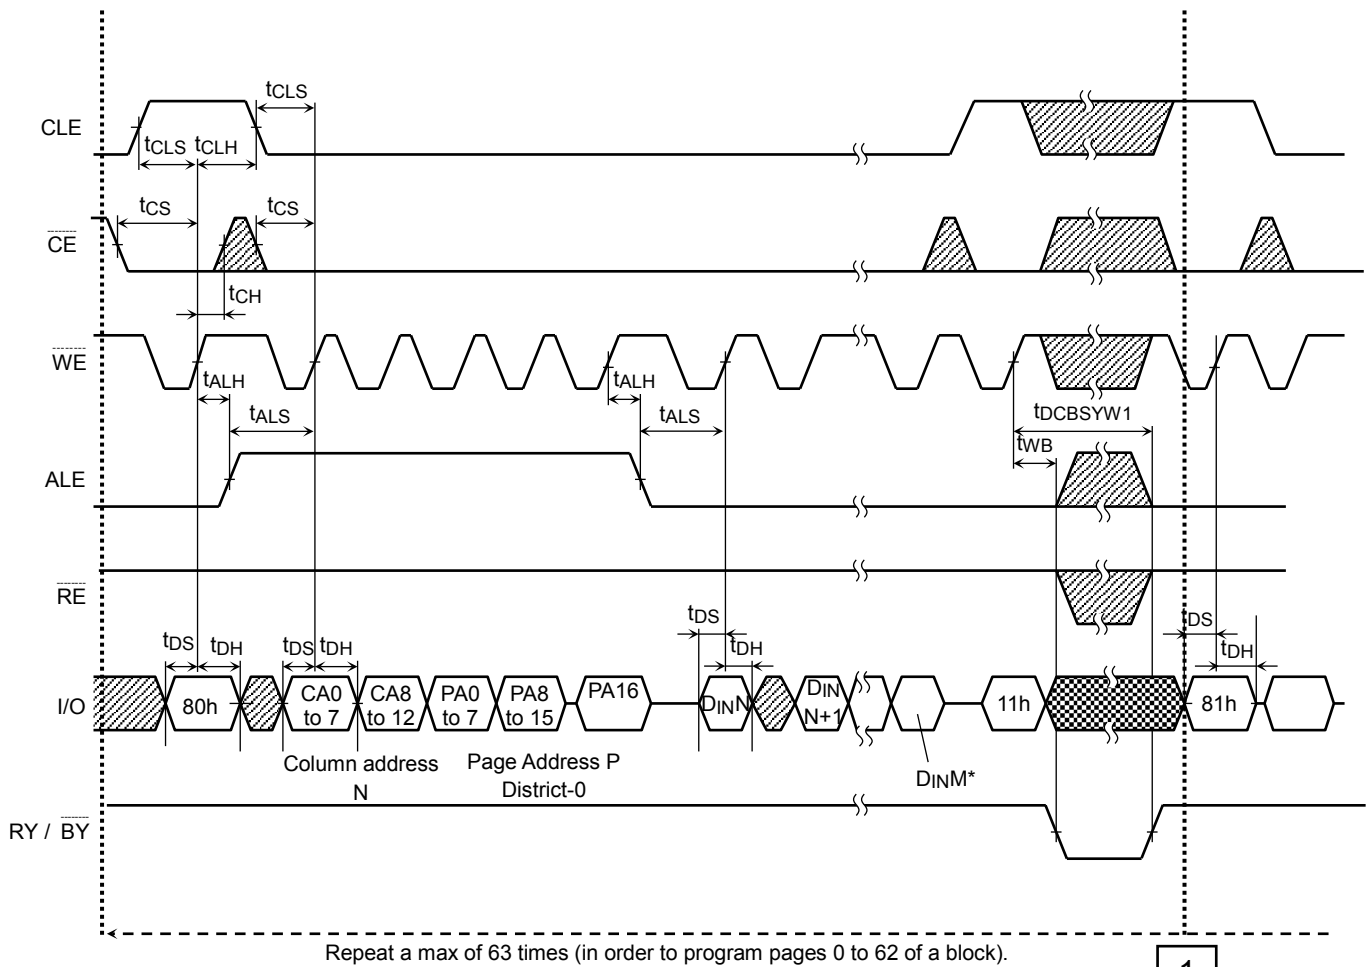 tCLS
CLE
tCLS
tCLH
tCS
tCS
CE
tCH
WE
tALH
tALH
tALS
tALS
tDCBSYW1
tWB
ALE
RE
tDS
tDH
tDS
tDH
tDS
tDH
tDS
tDH
I/O
80h
CA0
to 7
CA8
to 12
PA0
to 7
PA8
to 15
PA16
DINN
DIN
N+1
11h
81h
Column address
N
Page Address P
District-0
DINM*
RY / BY
Repeat a max of 63 times (in order to program pages 0 to 62 of a block).
1